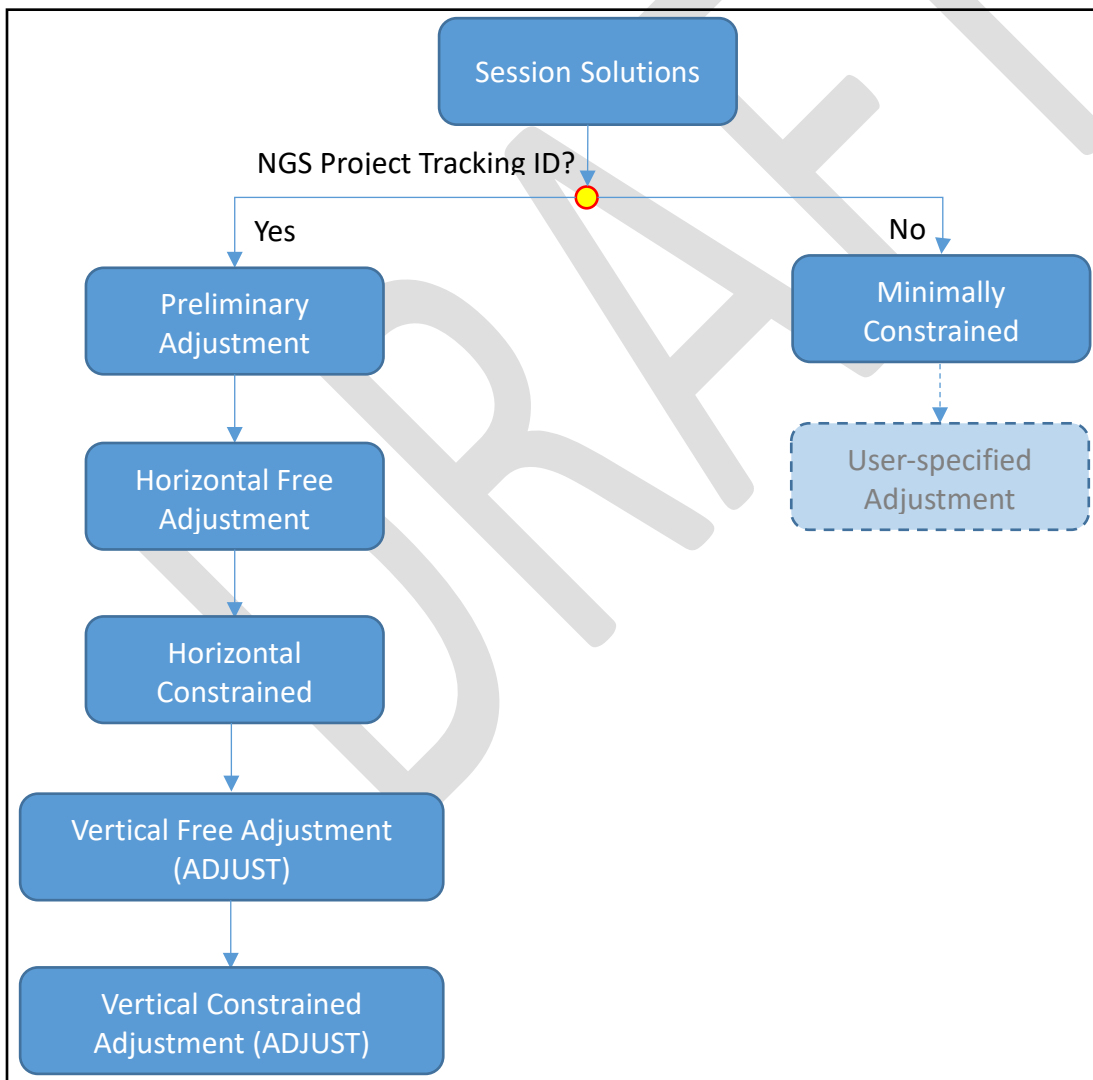 Session Solutions
NGS Project Tracking ID?
Yes
No
Preliminary
Adjustment
Minimally
Constrained
Horizontal Free
Adjustment
User-specified
Adjustment
Horizontal
Constrained
Vertical Free Adjustment
(ADJUST)
Vertical Constrained
Adjustment (ADJUST)
DRAFT